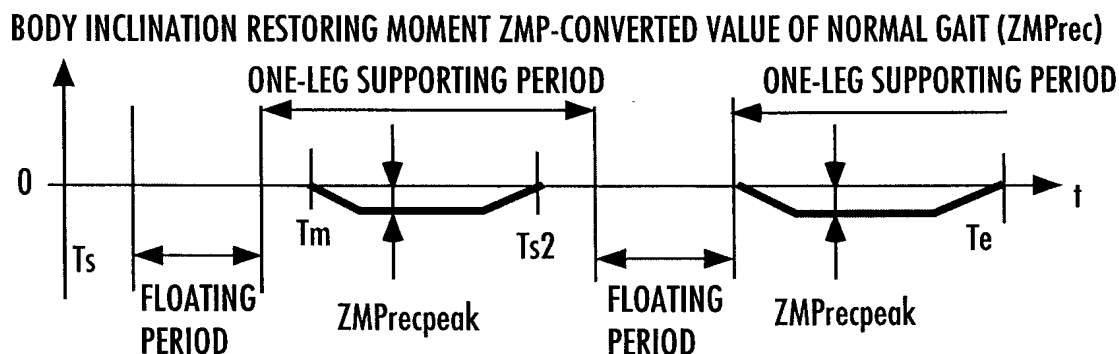 BODY INCLINATION RESTORING MOMENT ZMP-CONVERTED VALUE OF NORMAL GAIT (ZMPrec)
ONE-LEG SUPPORTING PERIOD
ONE-LEG SUPPORTING PERIOD
0
t
Tm
Ts2
Te
Ts
FLOATING
PERIOD
ZMPrecpeak
FLOATING
PERIOD
ZMPrecpeak